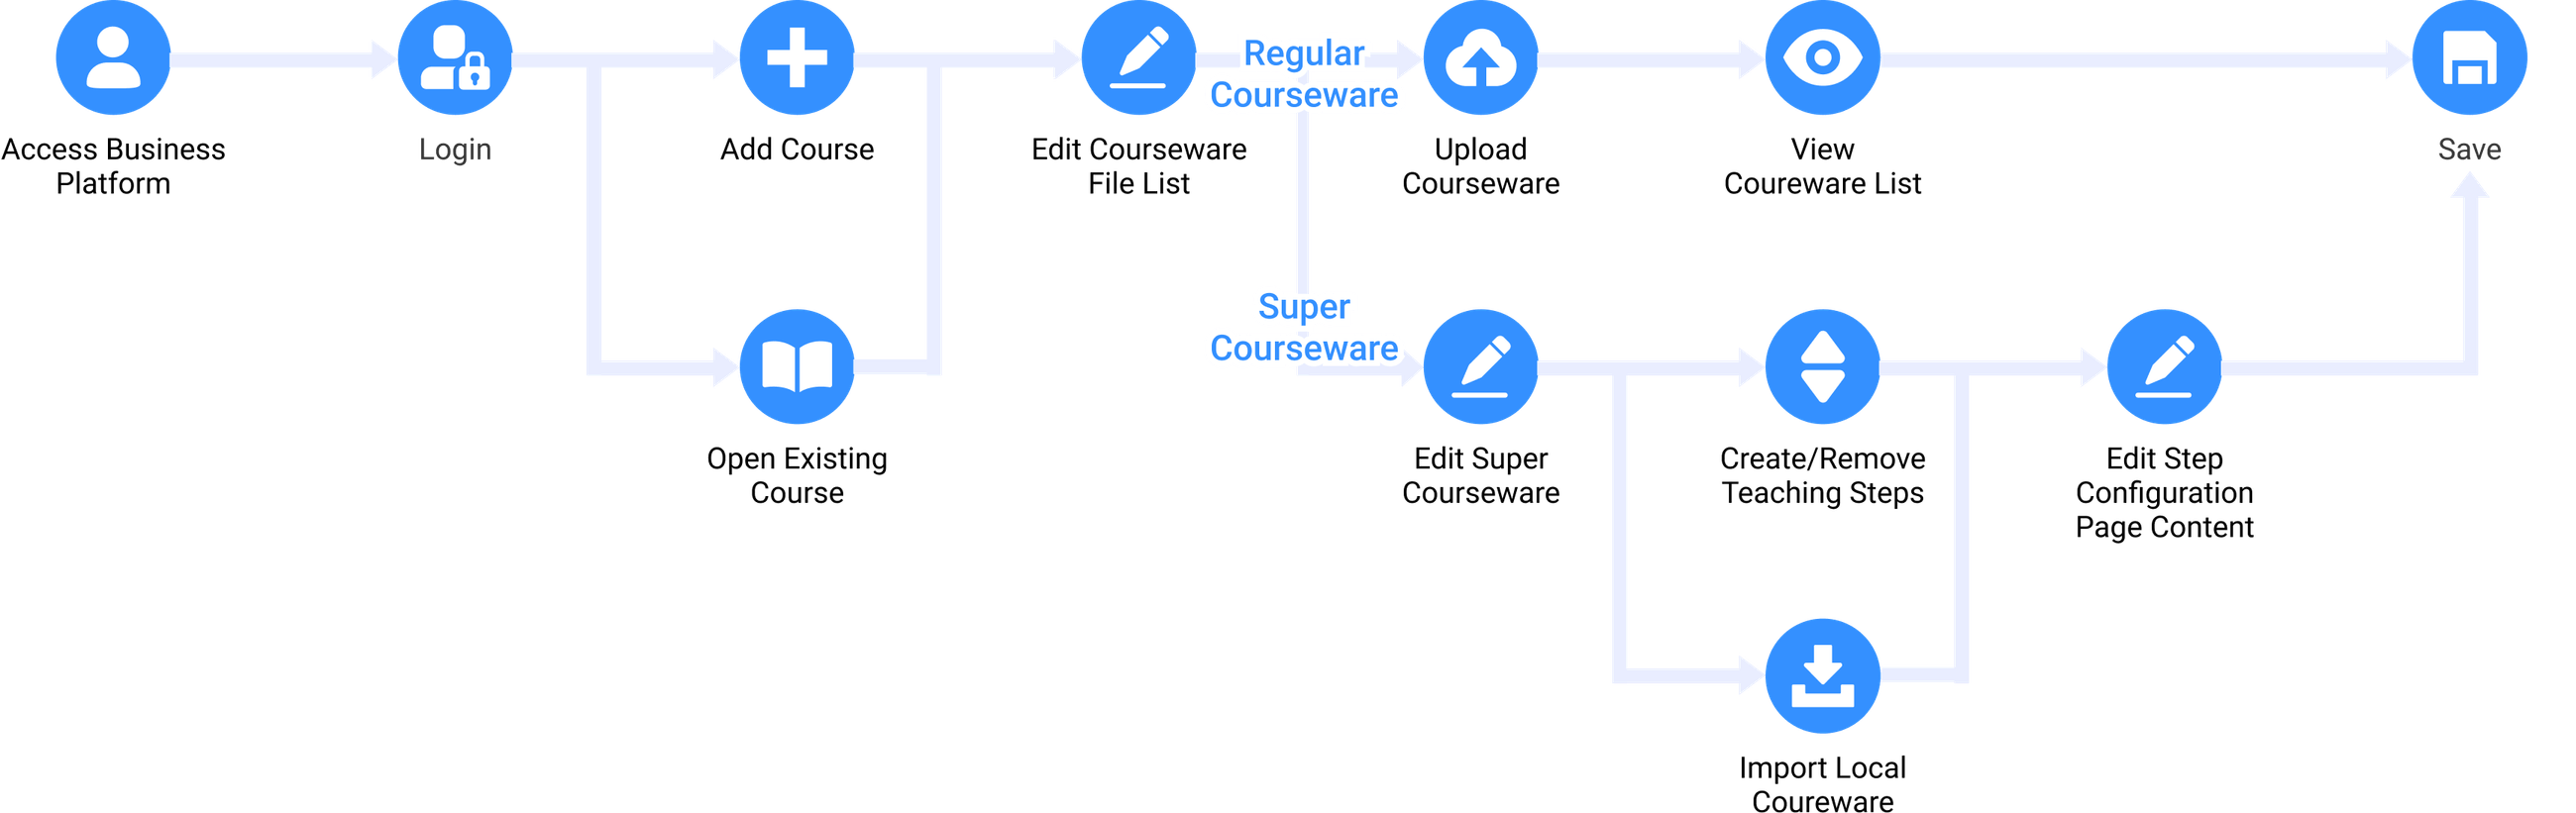 Access Business
Platform
Login
Add Course
Edit Courseware
File List
Regular
Courseware
Upload
Courseware
View
Coureware List
Save
Open Existing
Course
Super
Courseware
Edit Super
Courseware
Create/Remove
Teaching Steps
Edit Step
Configuration
Page Content
Import Local
Coureware